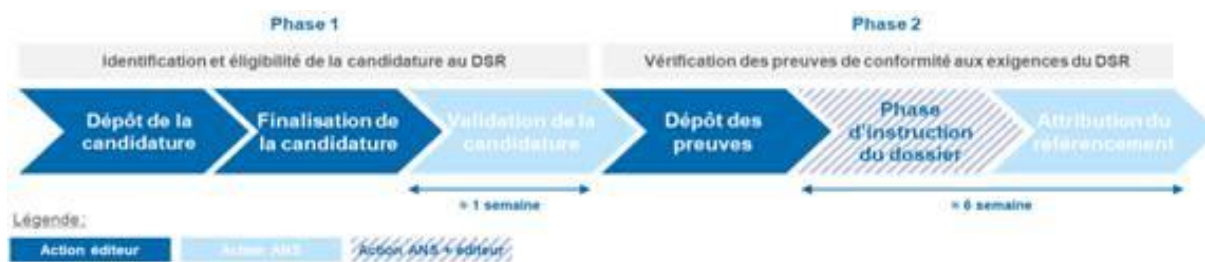 Phase 1
Phase 2
Identification et éligibilité de la candidature au DSR
Vérification des preuves de conformité aux exigences du DSR
Dépôt de la
candidature
Finalisation de
la candidature
Validation de la
candidature
Dépôt des
preuves
Phase
d'instruction
du dossier
Attribution du
référencement
≈ 1 semaine
≈ 6 semaine
Légende :
Action éditeur
Action ANS
Action ANS + éditeur